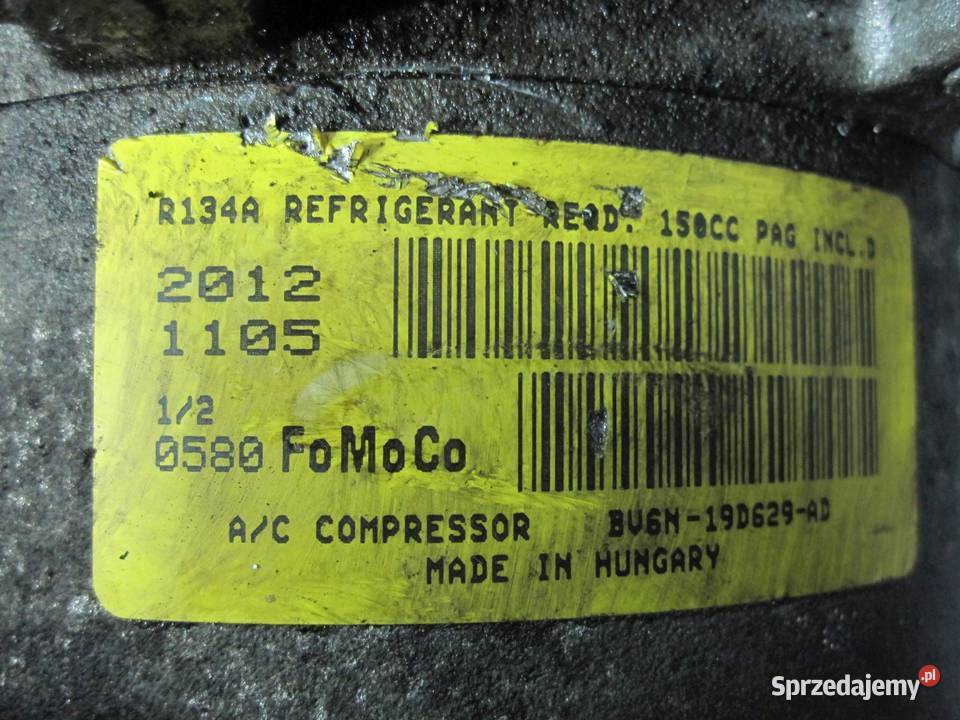 R134A REFRIGERANT REQD. 150CC PAG INCL.D
2012
1105
1/2
0580 FoMoCo
A/C COMPRESSOR BV6N-19D629-AD
MADE IN HUNGARY
Sprzedajemy.pl